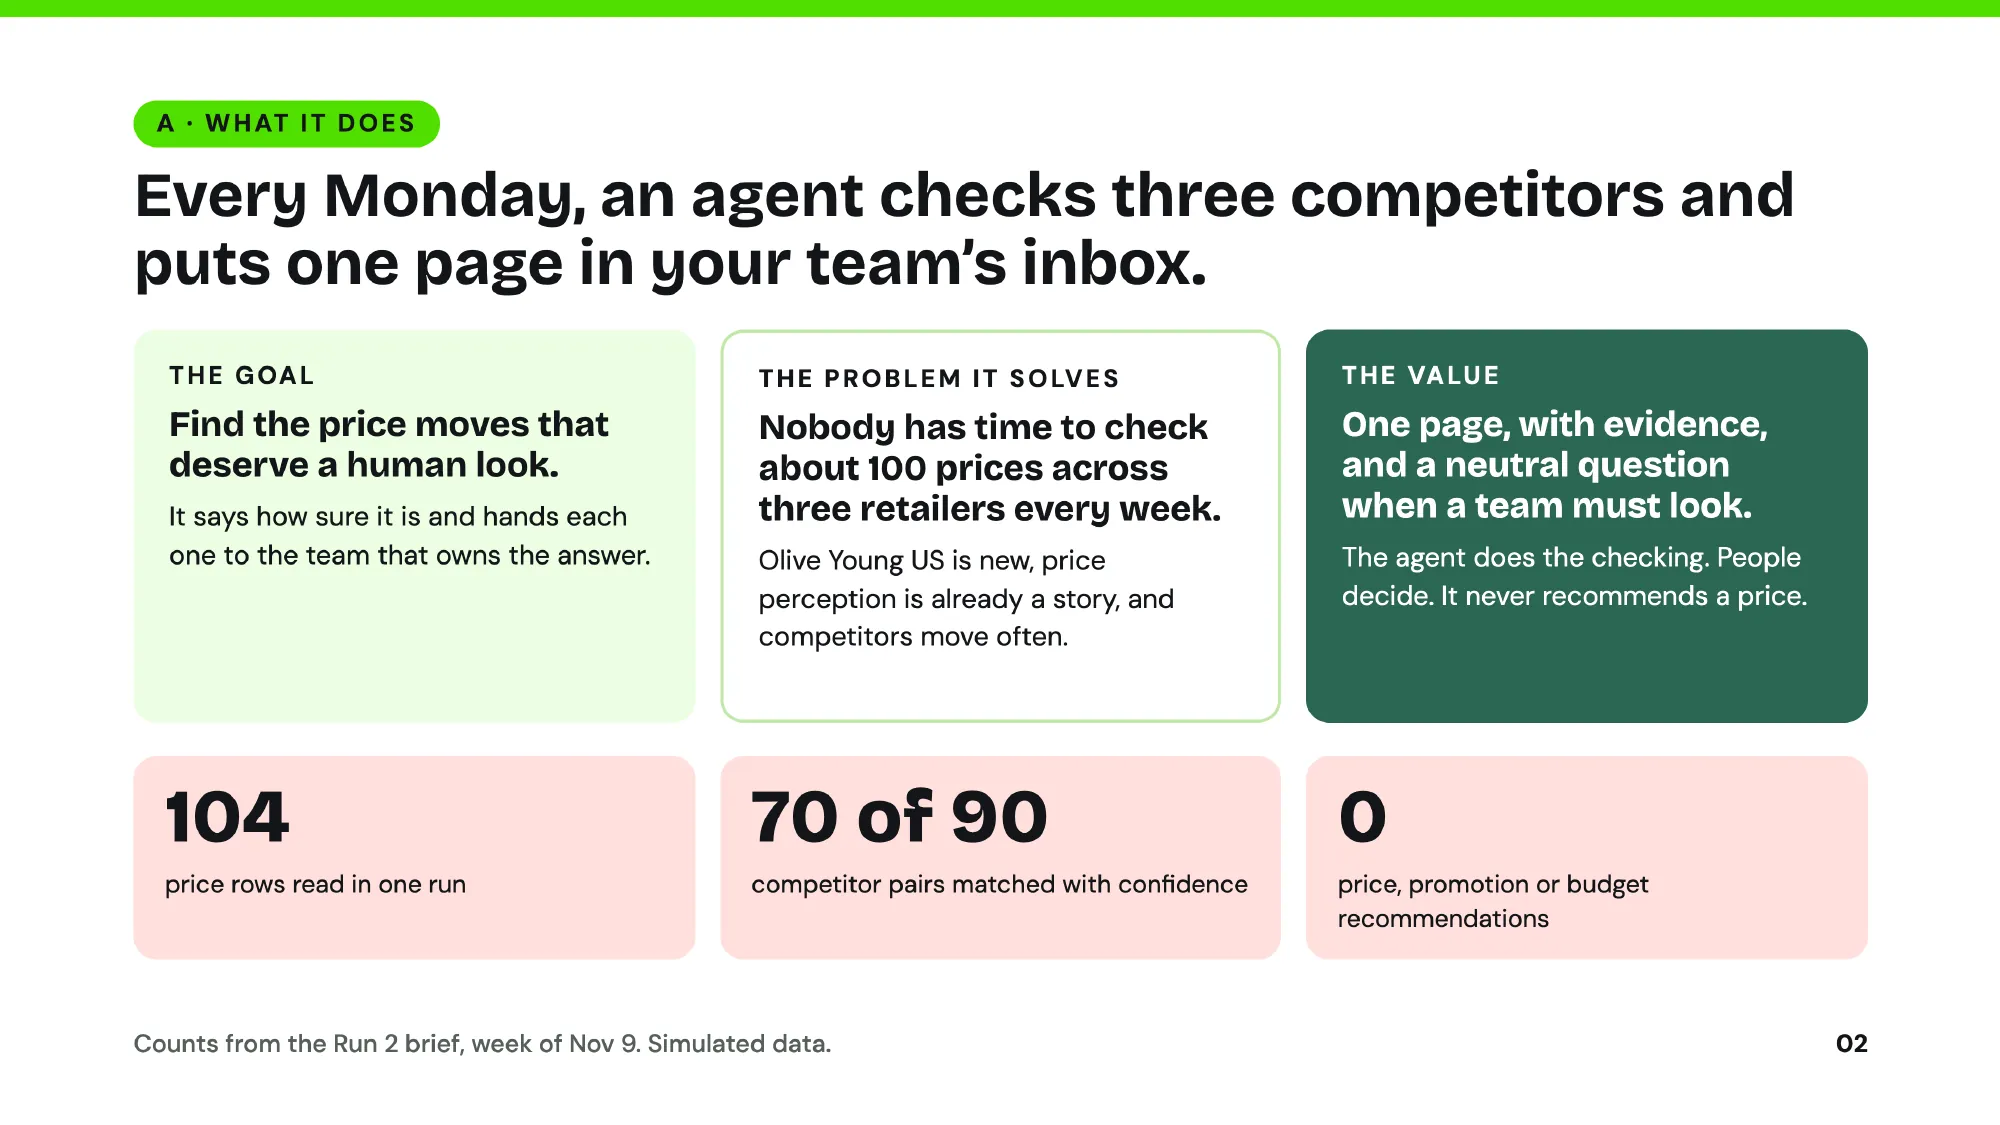 A · WHAT IT DOES
Every Monday, an agent checks three competitors and
puts one page in your team’s inbox.
THE GOAL
Find the price moves that
deserve a human look.
It says how sure it is and hands each
one to the team that owns the answer.
THE PROBLEM IT SOLVES
Nobody has time to check
about 100 prices across
three retailers every week.
Olive Young US is new, price
perception is already a story, and
competitors move often.
THE VALUE
One page, with evidence,
and a neutral question
when a team must look.
The agent does the checking. People
decide. It never recommends a price.
104
price rows read in one run
70 of 90
competitor pairs matched with confidence
0
price, promotion or budget
recommendations
Counts from the Run 2 brief, week of Nov 9. Simulated data.
02